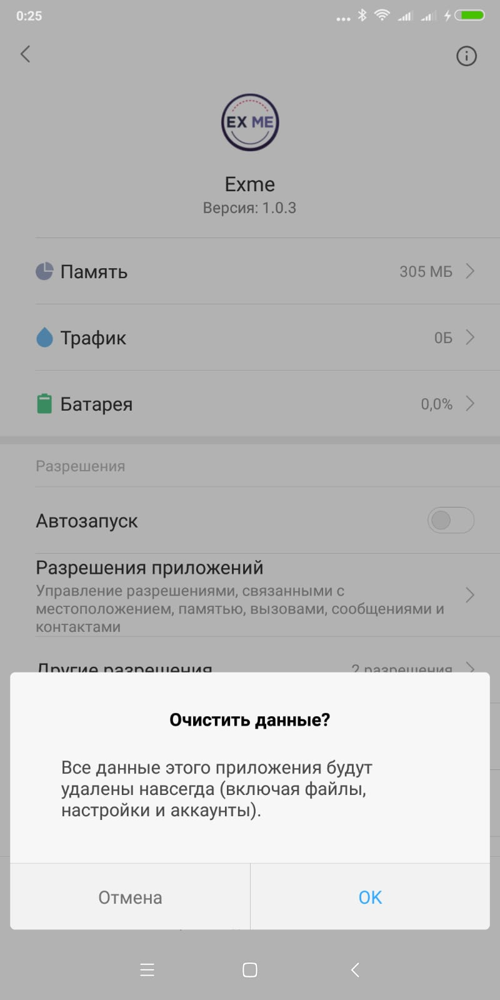 0:25
EX ME
Exme
Версия: 1.0.3
Память 305 МБ
Трафик 0Б
Батарея 0,0%
Разрешения
Автозапуск
Разрешения приложений
Управление разрешениями, связанными с
местоположением, памятью, вызовами, сообщениями и
контактами
Другие разрешения 2 разрешения
Очистить данные?
Все данные этого приложения будут
удалены навсегда (включая файлы,
настройки и аккаунты).
Отмена OK